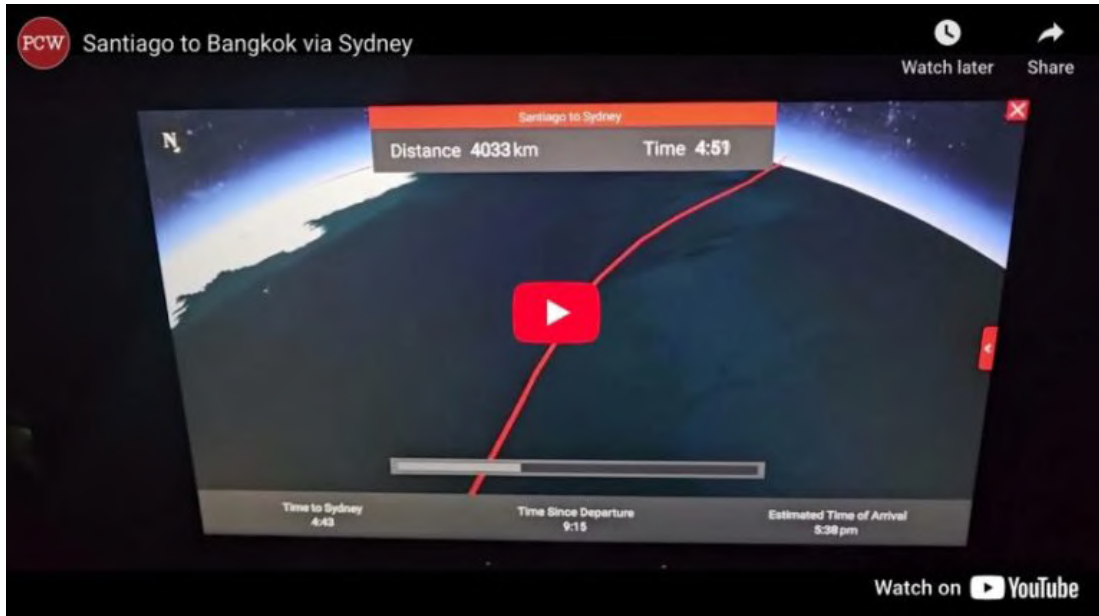 PCW
Santiago to Bangkok via Sydney
Watch later
Share
Santiago to Sydney
Distance 4033 km Time 4:51
N
Time to Sydney
4:43
Time Since Departure
9:15
Estimated Time of Arrival
5:38 pm
Watch on YouTube